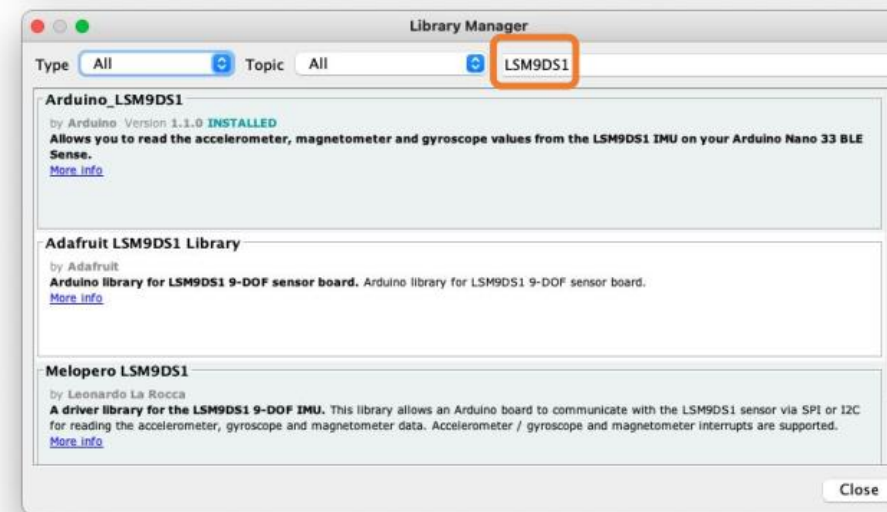 Library Manager
Type All Topic All LSM9DS1
Arduino_LSM9DS1
by Arduino Version 1.1.0 INSTALLED
Allows you to read the accelerometer, magnetometer and gyroscope values from the LSM9DS1 IMU on your Arduino Nano 33 BLE
Sense.
More info
Adafruit LSM9DS1 Library
by Adafruit
Arduino library for LSM9DS1 9-DOF sensor board. Arduino library for LSM9DS1 9-DOF sensor board.
More info
Melopero LSM9DS1
by Leonardo La Rocca
A driver library for the LSM9DS1 9-DOF IMU. This library allows an Arduino board to communicate with the LSM9DS1 sensor via SPI or I2C
for reading the accelerometer, gyroscope and magnetometer data. Accelerometer / gyroscope and magnetometer interrupts are supported.
More info
Close